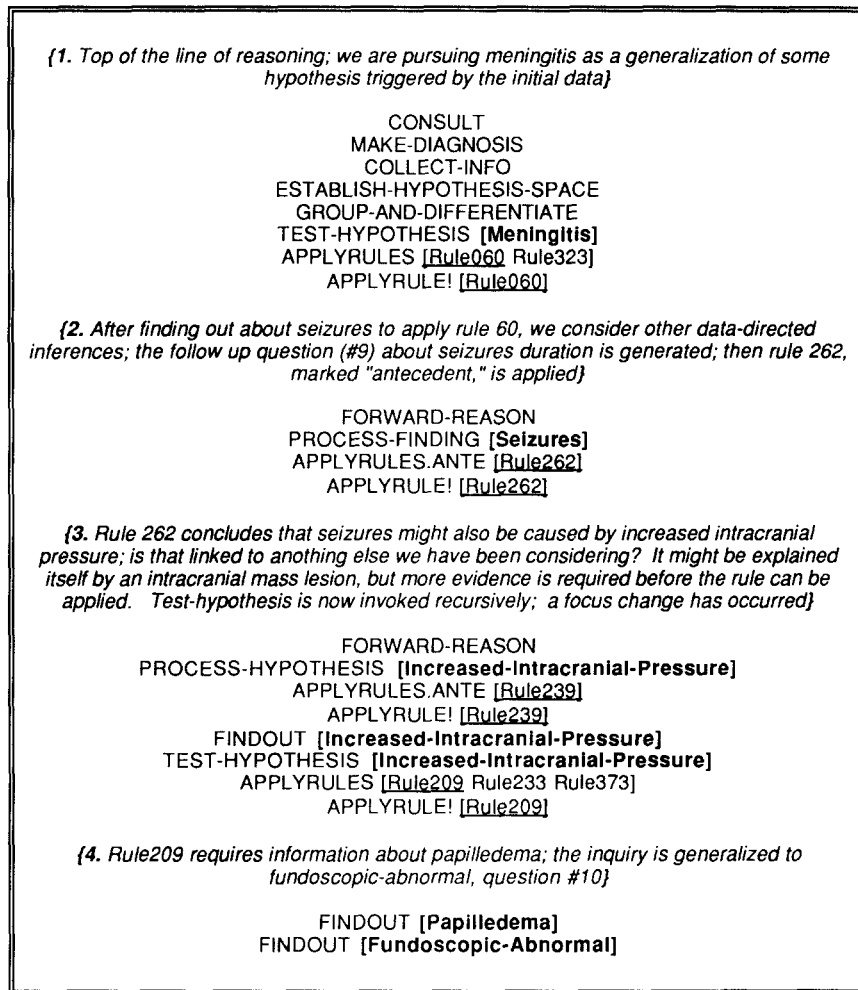 {1. Top of the line of reasoning; we are pursuing meningitis as a generalization of some
hypothesis triggered by the initial data}
CONSULT
MAKE-DIAGNOSIS
COLLECT-INFO
ESTABLISH-HYPOTHESIS-SPACE
GROUP-AND-DIFFERENTIATE
TEST-HYPOTHESIS [Meningitis]
APPLYRULES [Rule060 Rule323]
APPLYRULE! [Rule060]
{2. After finding out about seizures to apply rule 60, we consider other data-directed
inferences; the follow up question (#9) about seizures duration is generated; then rule 262,
marked "antecedent," is applied}
FORWARD-REASON
PROCESS-FINDING [Seizures]
APPLYRULES.ANTE [Rule262]
APPLYRULE! [Rule262]
{3. Rule 262 concludes that seizures might also be caused by increased intracranial
pressure; is that linked to anothing else we have been considering? It might be explained
itself by an intracranial mass lesion, but more evidence is required before the rule can be
applied. Test-hypothesis is now invoked recursively; a focus change has occurred}
FORWARD-REASON
PROCESS-HYPOTHESIS [Increased-Intracranial-Pressure]
APPLYRULES.ANTE [Rule239]
APPLYRULE! [Rule239]
FINDOUT [Increased-Intracranial-Pressure]
TEST-HYPOTHESIS [Increased-Intracranial-Pressure]
APPLYRULES [Rule209 Rule233 Rule373]
APPLYRULE! [Rule209]
{4. Rule209 requires information about papilledema; the inquiry is generalized to
fundoscopic-abnormal, question #10}
FINDOUT [Papilledema]
FINDOUT [Fundoscopic-Abnormal]